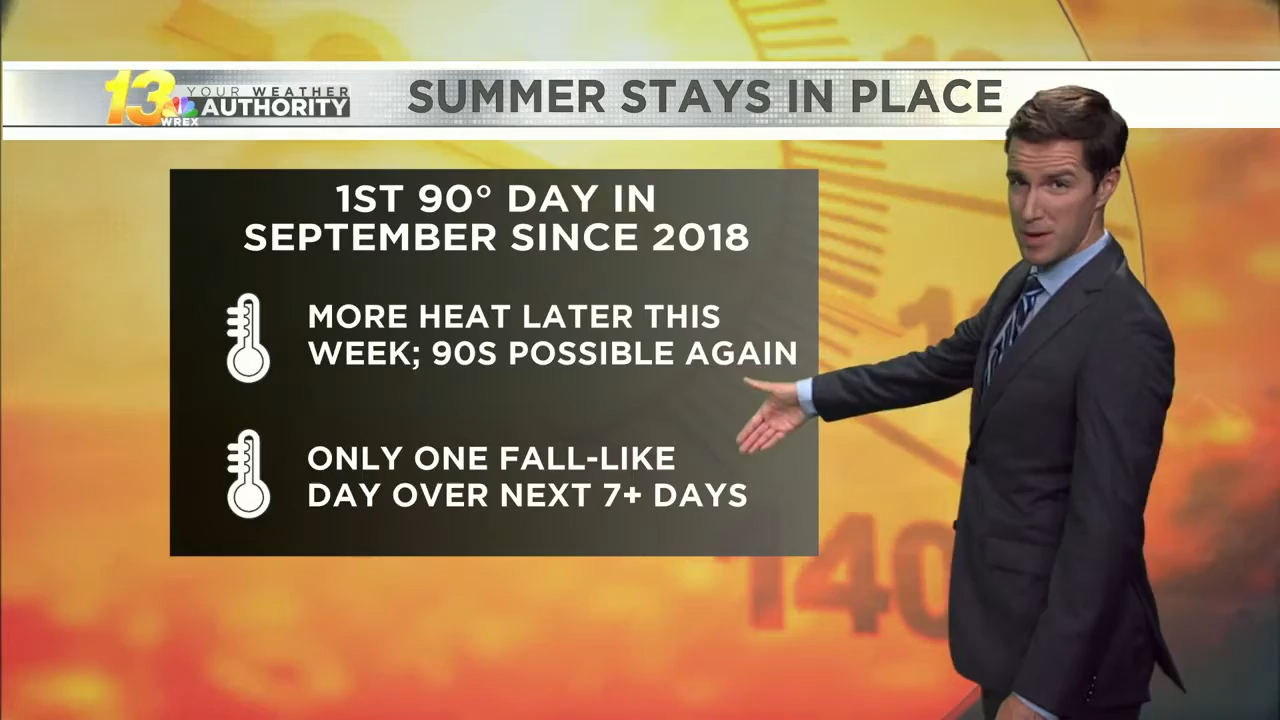 13
WREX
YOUR WEATHER
AUTHORITY
SUMMER STAYS IN PLACE
1ST 90° DAY IN
SEPTEMBER SINCE 2018
MORE HEAT LATER THIS
WEEK; 90S POSSIBLE AGAIN
ONLY ONE FALL-LIKE
DAY OVER NEXT 7+ DAYS
140